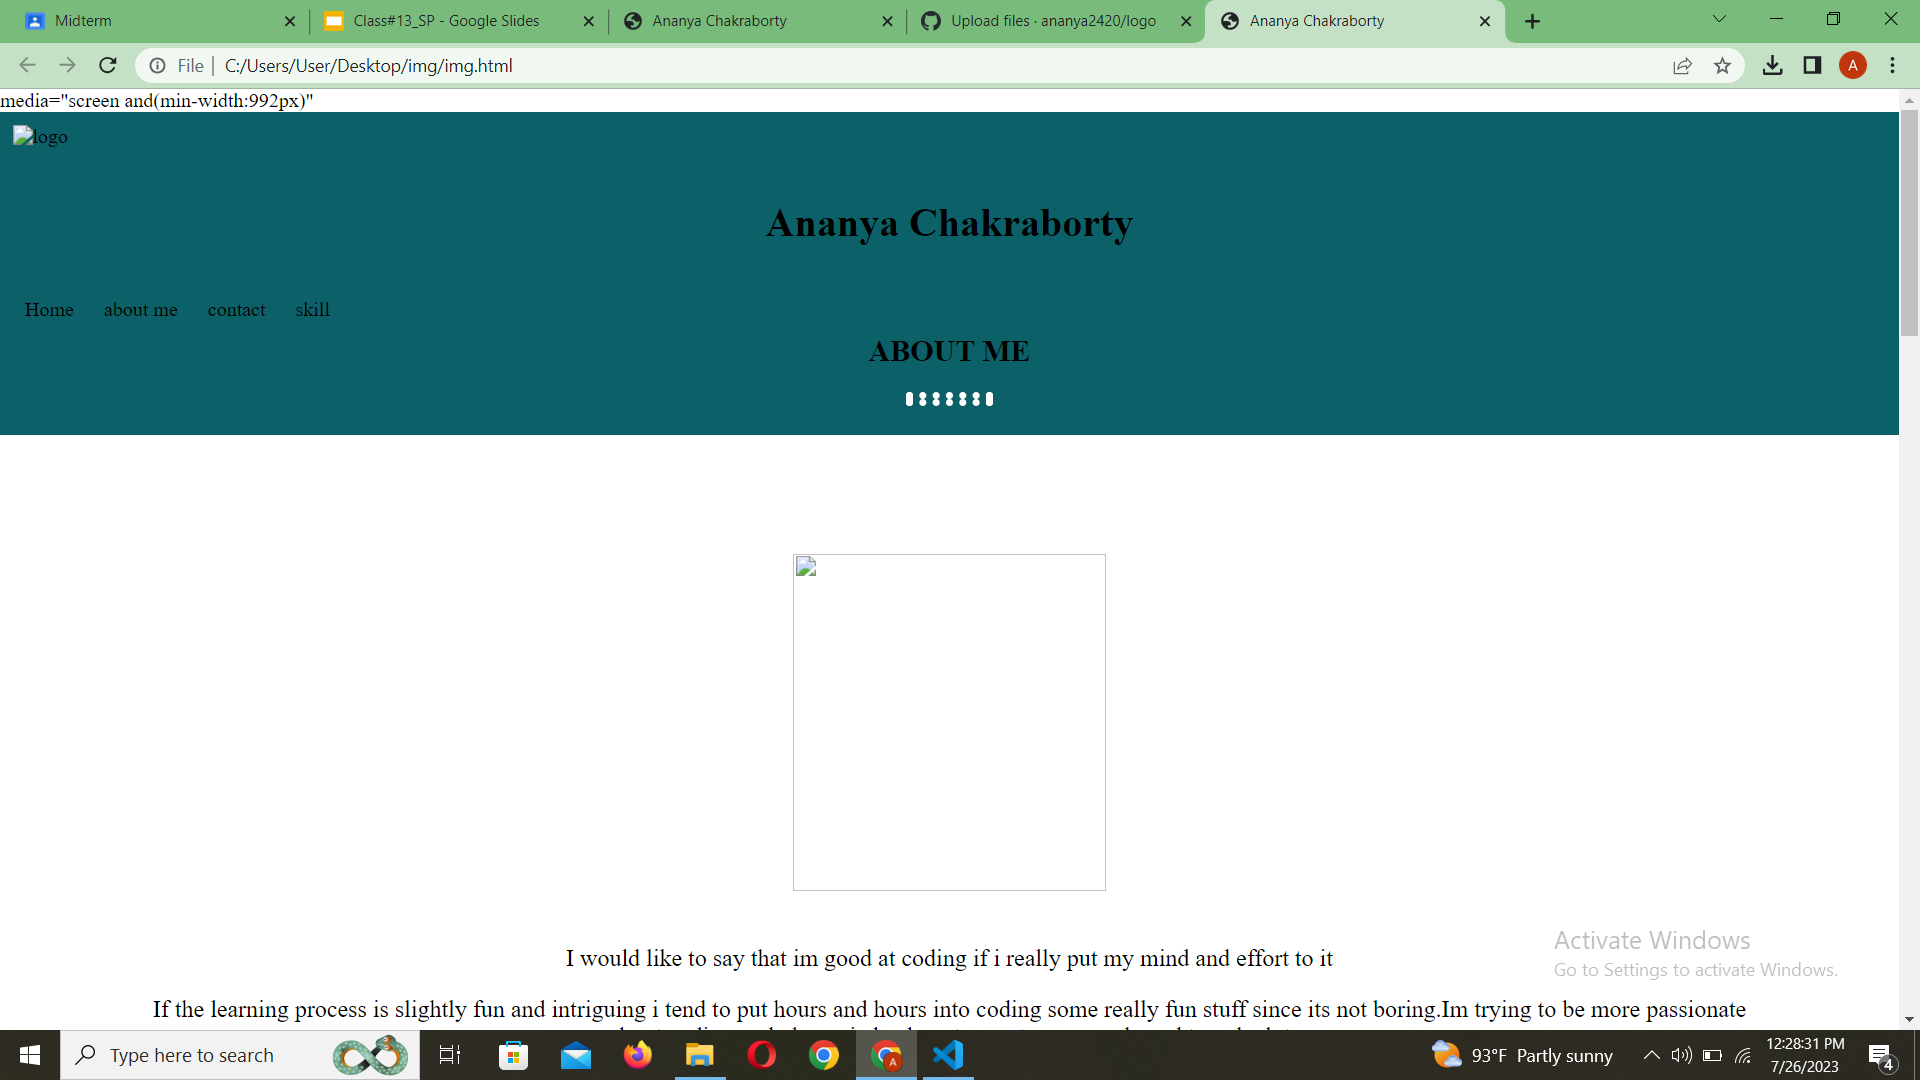 Midterm
Class#13_SP - Google Slides
Ananya Chakraborty
Upload files · ananya2420/logo
Ananya Chakraborty
File
C:/Users/User/Desktop/img/img.html
A
media="screen and(min-width:992px)"
logo
Ananya Chakraborty
Home about me contact skill
ABOUT ME
I would like to say that im good at coding if i really put my mind and effort to it
If the learning process is slightly fun and intriguing i tend to put hours and hours into coding some really fun stuff since its not boring.Im trying to be more passionate
Activate Windows
Go to Settings to activate Windows.
Type here to search
A
93°F Partly sunny
12:28:31 PM
7/26/2023
4